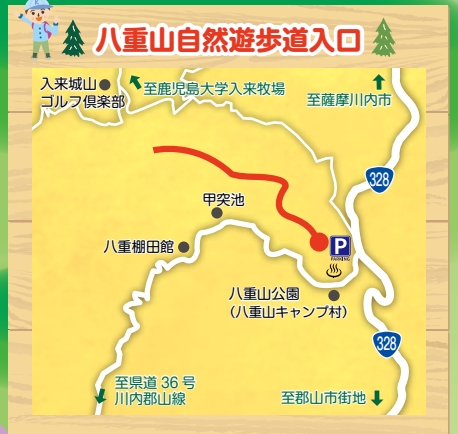 八重山自然遊歩道入口
入来城山
ゴルフ倶楽部
至鹿児島大学入来牧場
至薩摩川内市
328
甲突池
八重棚田館
P
PARKING
八重山公園
(八重山キャンプ村)
328
至県道36号
川内郡山線
至郡山市街地